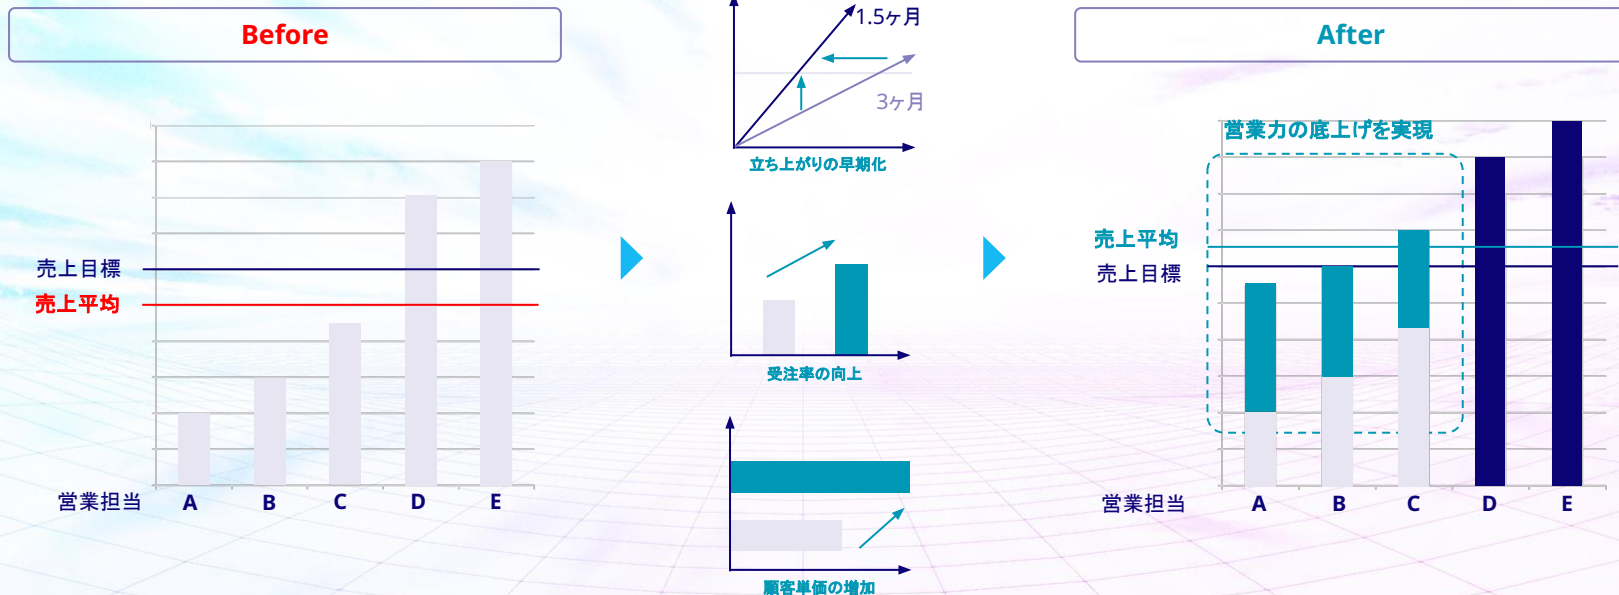 Before
売上目標
売上平均
営業担当 A B C D E
1.5ヶ月
3ヶ月
立ち上がりの早期化
受注率の向上
顧客単価の増加
After
営業力の底上げを実現
売上平均
売上目標
営業担当 A B C D E